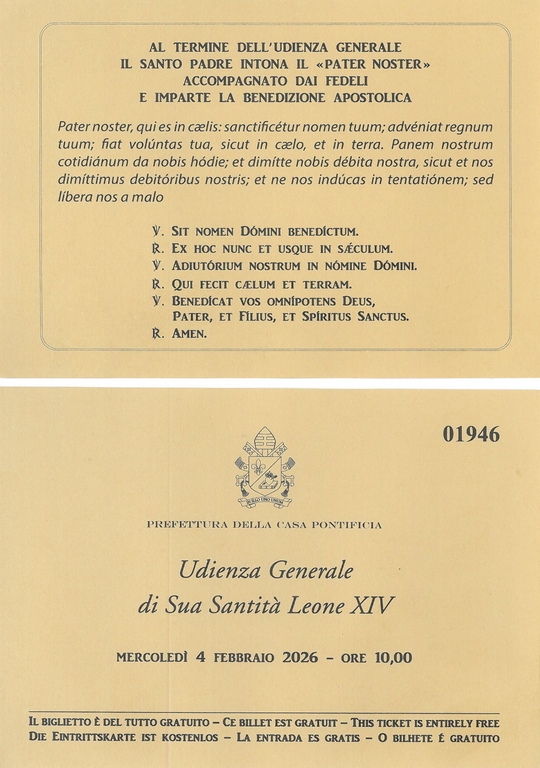 AL TERMINE DELL'UDIENZA GENERALE
IL SANTO PADRE INTONA IL «PATER NOSTER»
ACCOMPAGNATO DAI FEDELI
E IMPARTE LA BENEDIZIONE APOSTOLICA
Pater noster, qui es in cælis: sanctificétur nomen tuum; advéniat regnum
tuum; fiat volúntas tua, sicut in cælo, et in terra. Panem nostrum
cotidiánum da nobis hódie; et dimítte nobis débita nostra, sicut et nos
dimíttimus debitóribus nostris; et ne nos indúcas in tentatiónem; sed
líbera nos a malo
℣. Sit nomen Dómini benedíctum.
℟. Ex hoc nunc et usque in sǽculum.
℣. Adiutórium nostrum in nómine Dómini.
℟. Qui fecit cælum et terram.
℣. Benedícat vos omnípotens Deus,
Pater, et Fílius, et Spíritus Sanctus.
℟. Amen.
01946
PREFETTURA DELLA CASA PONTIFICIA
Udienza Generale
di Sua Santità Leone XIV
MERCOLEDÌ 4 FEBBRAIO 2026 – ORE 10,00
Il biglietto è del tutto gratuito – Ce billet est gratuit – This ticket is entirely free
Die Eintrittskarte ist kostenlos – La entrada es gratis – O bilhete é gratuito